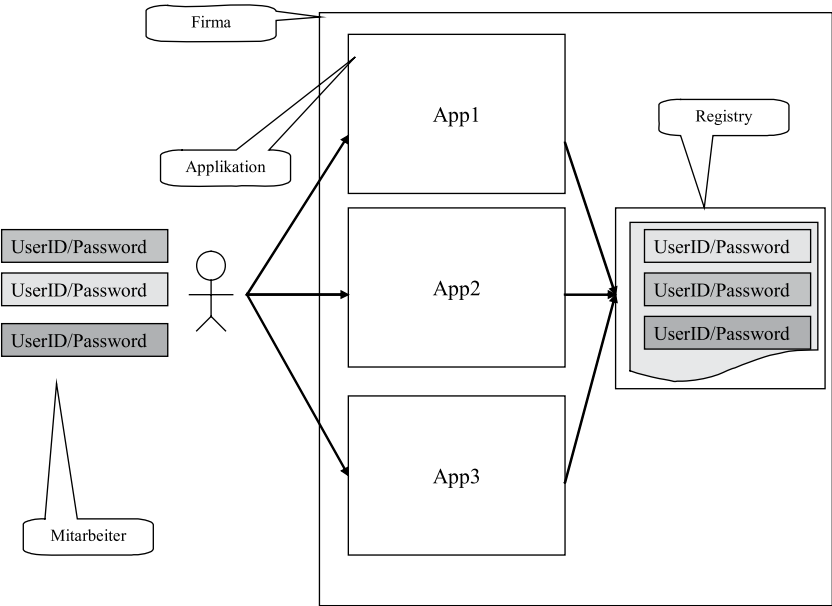 Firma
App1
Registry
Applikation
UserID/Password
UserID/Password
UserID/Password
App2
UserID/Password
UserID/Password
UserID/Password
App3
Mitarbeiter